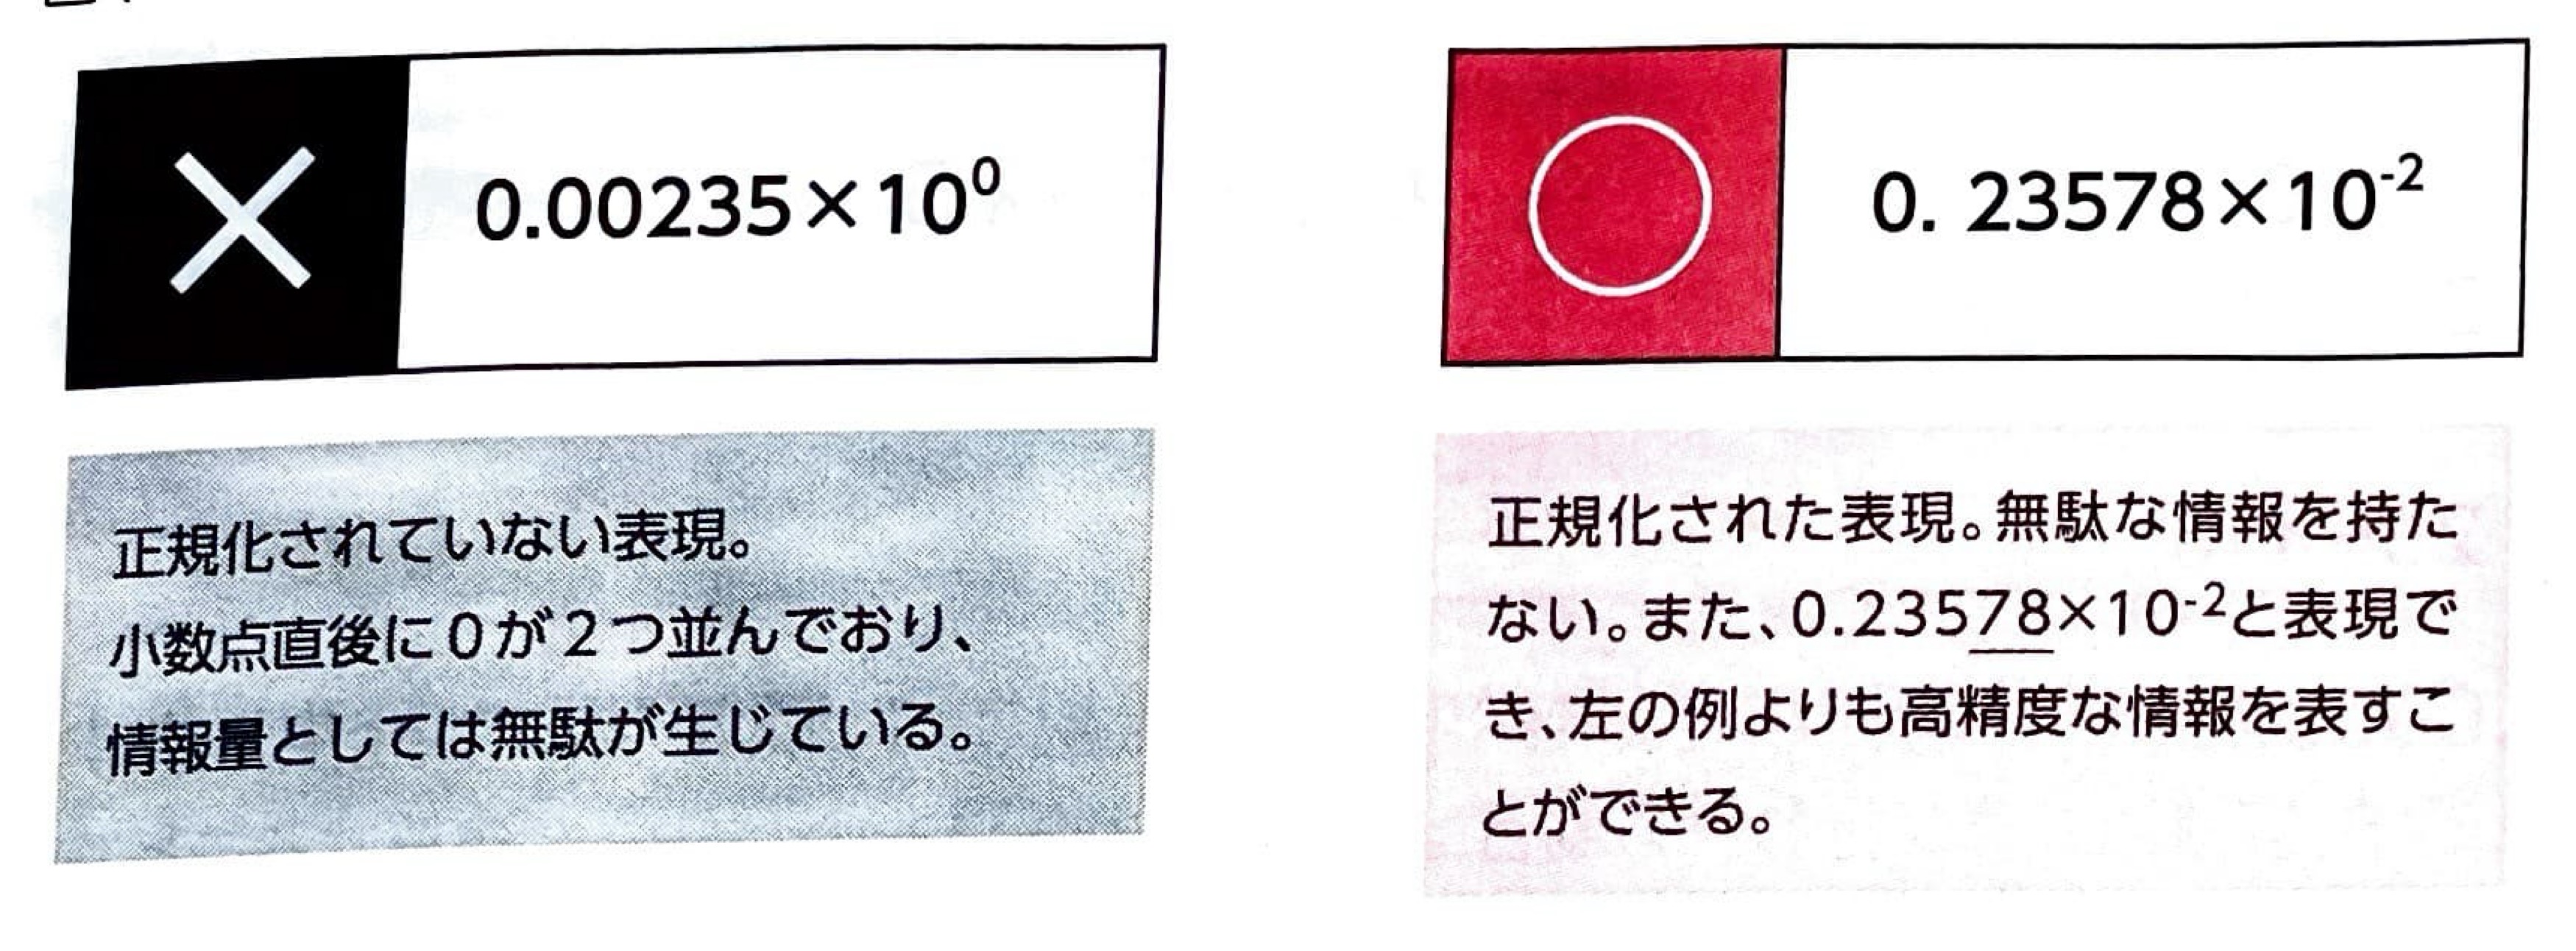 0.00235×10⁰
正規化されていない表現。
小数点直後に0が2つ並んでおり、
情報量としては無駄が生じている。
0. 23578×10⁻²
正規化された表現。無駄な情報を持た
ない。また、0.23578×10⁻²と表現で
き、左の例よりも高精度な情報を表すこ
とができる。